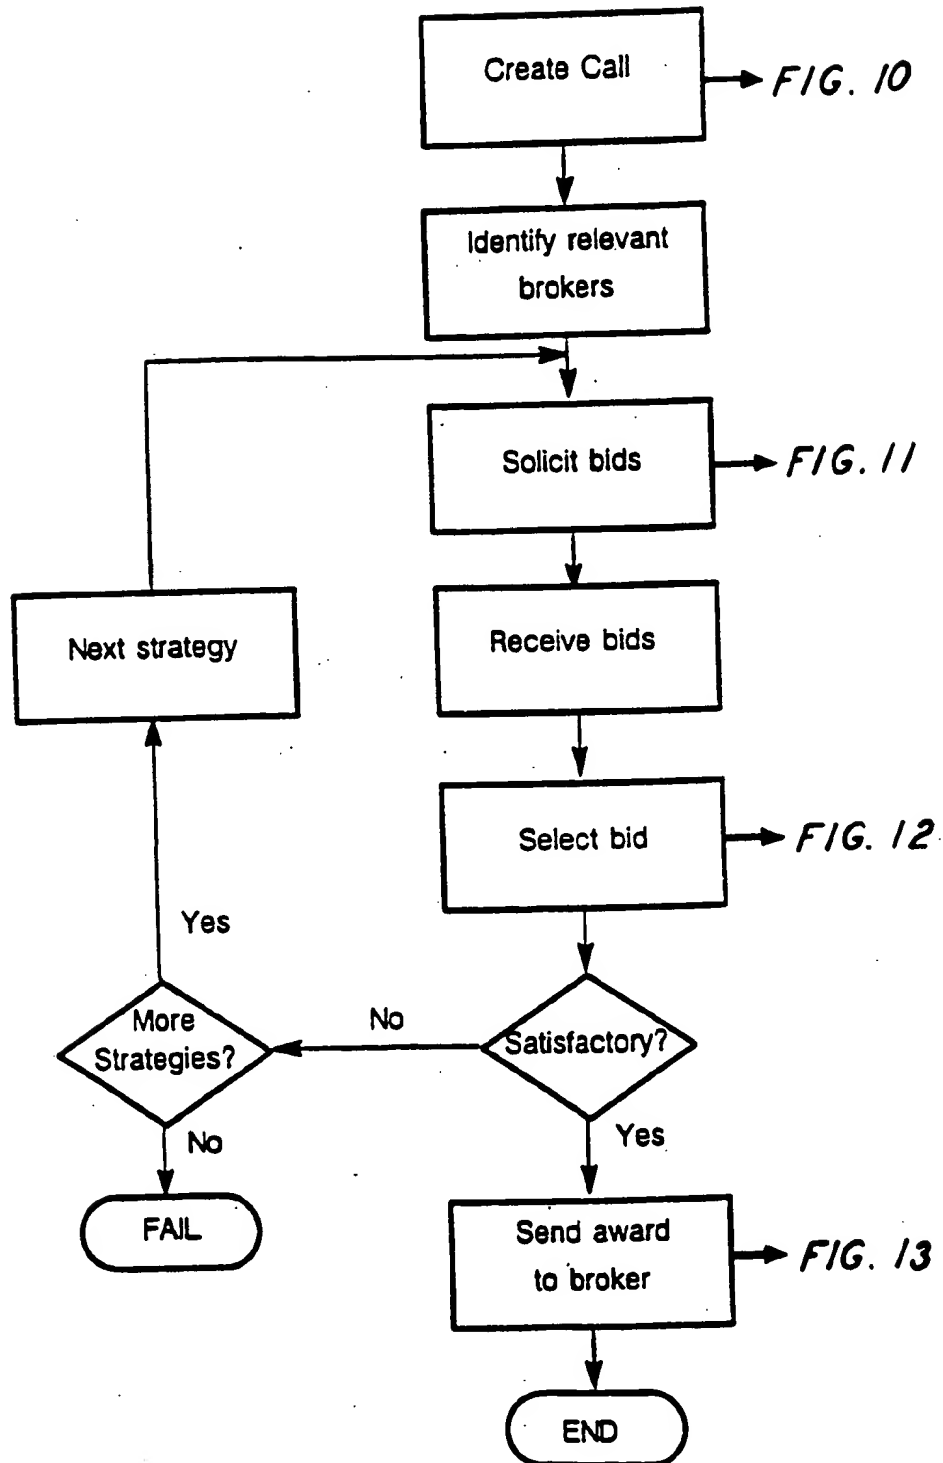 Create Call
FIG. 10
Identify relevant
brokers
Solicit bids
FIG. 11
Next strategy
Receive bids
Select bid
FIG. 12
Yes
More
Strategies?
No
Satisfactory?
No
Yes
FAIL
Send award
to broker
FIG. 13
END